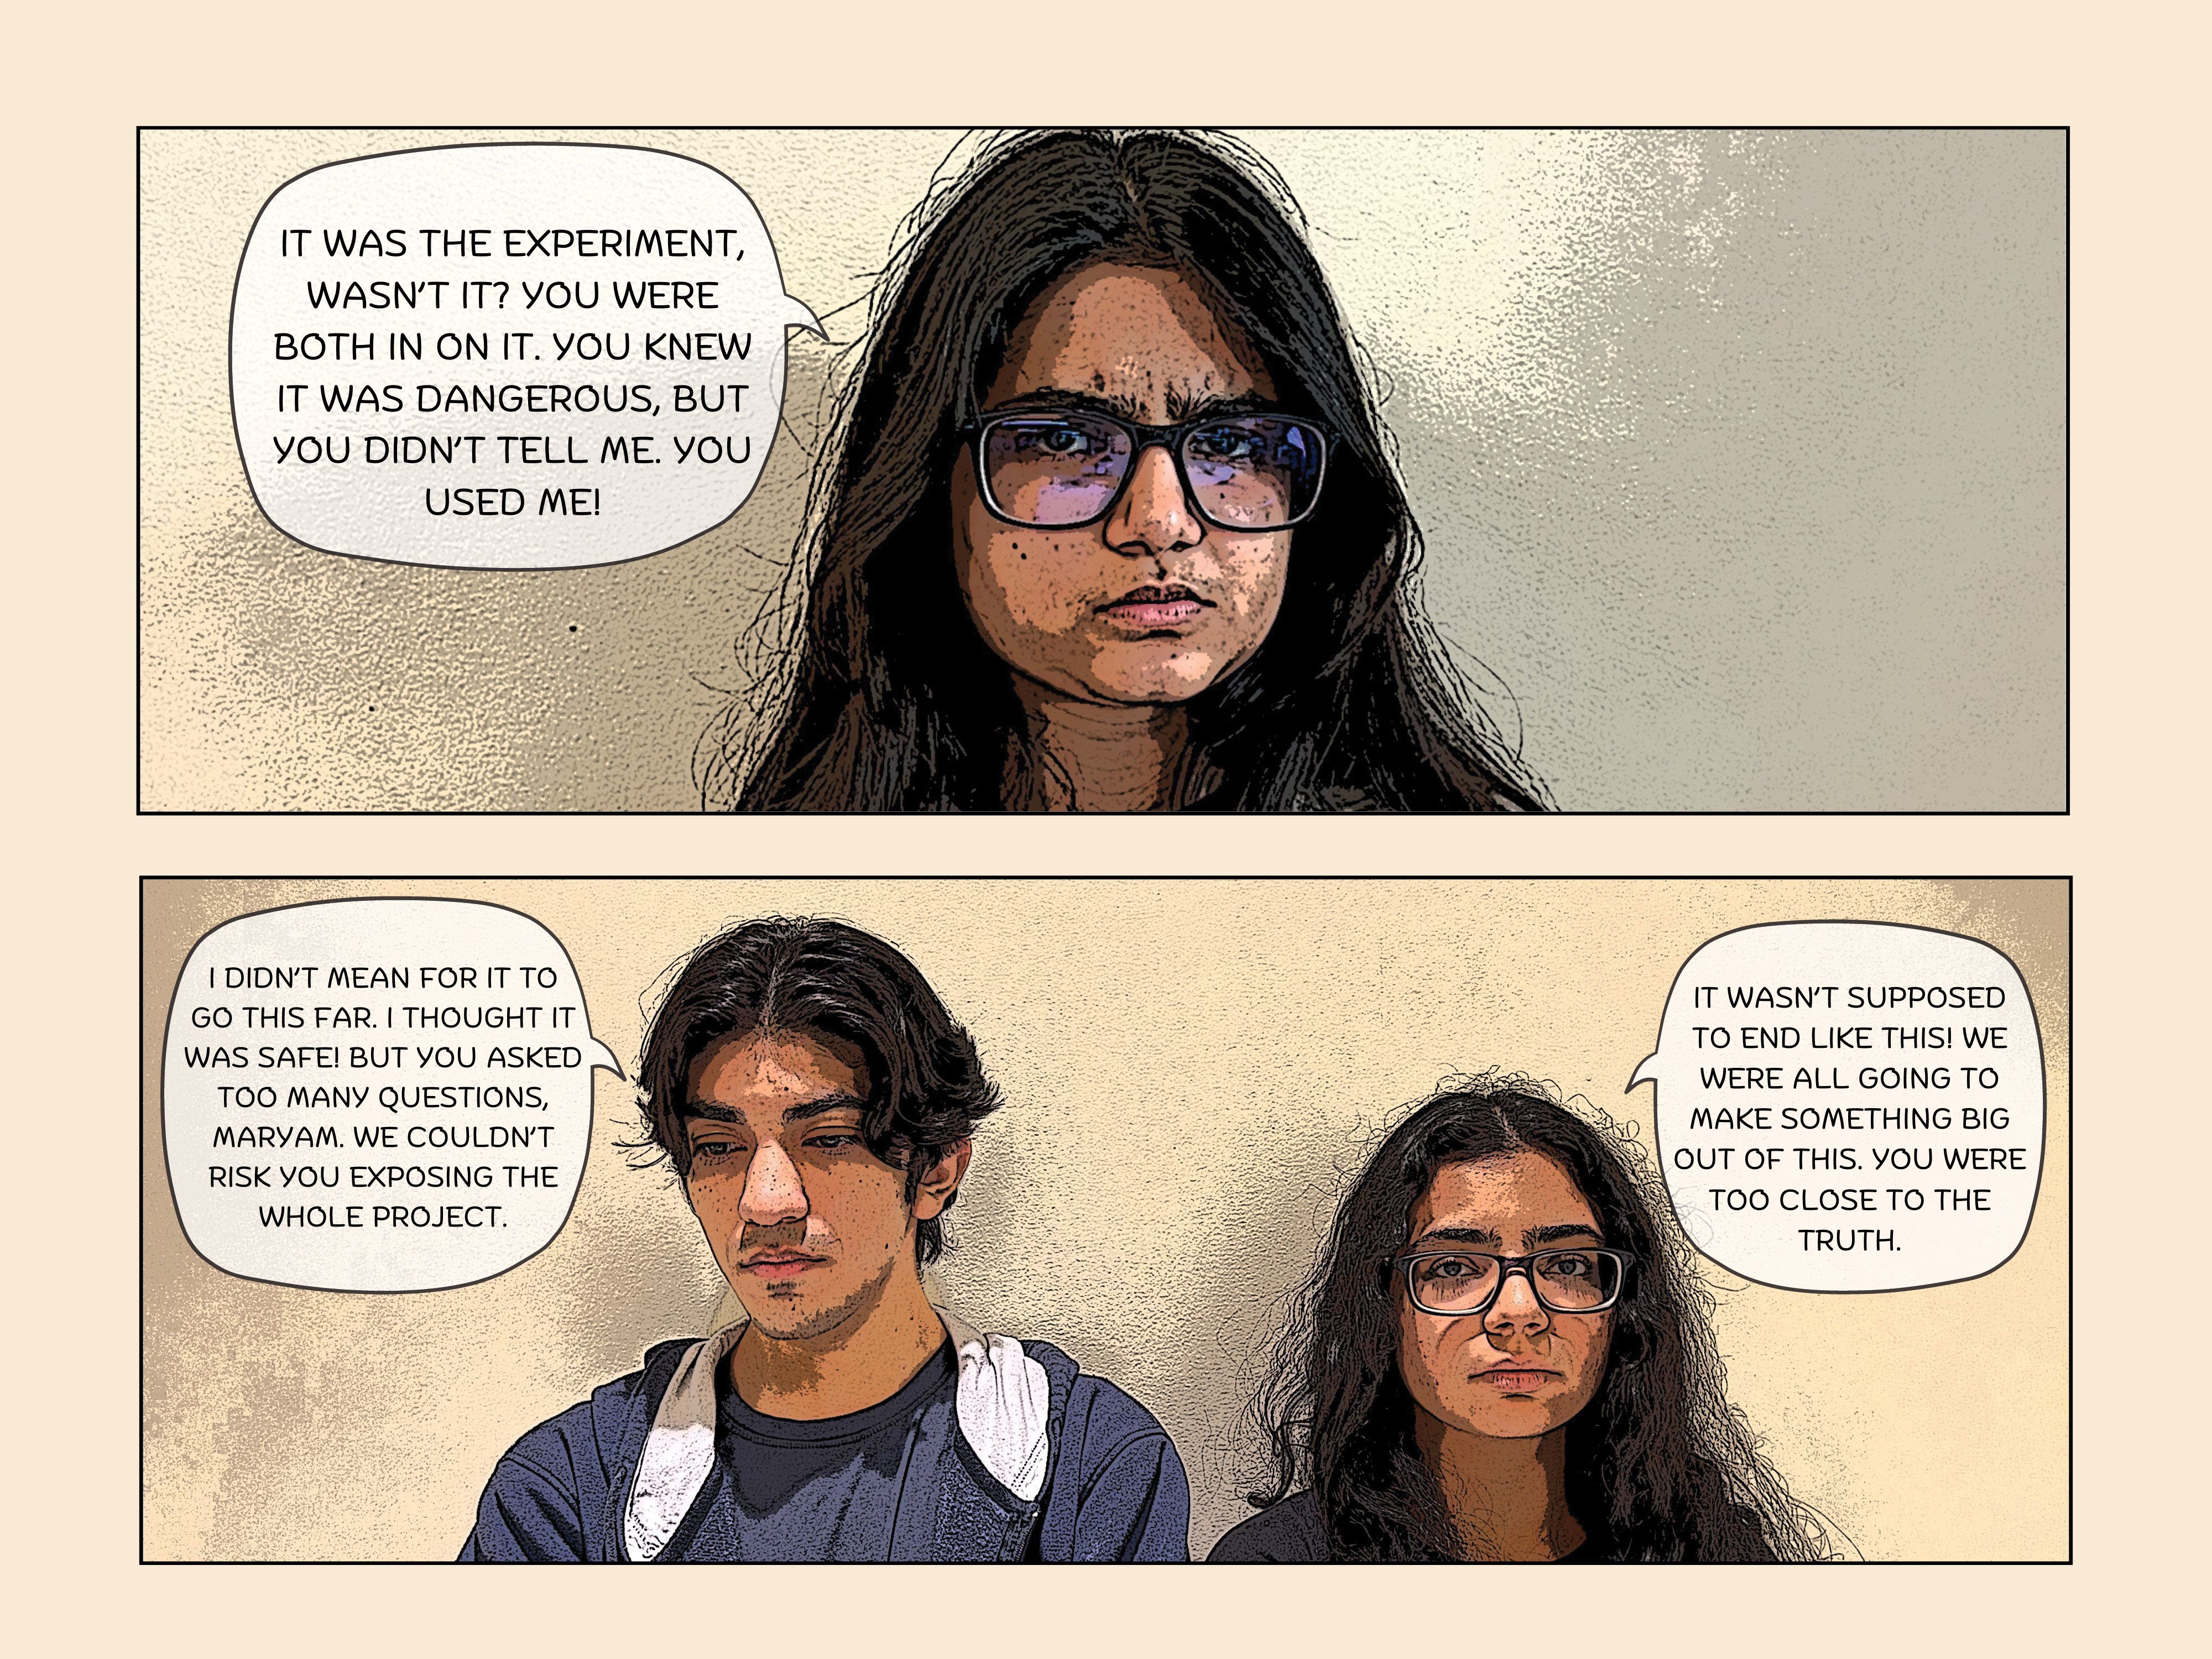 IT WAS THE EXPERIMENT,
WASN'T IT? YOU WERE
BOTH IN ON IT. YOU KNEW
IT WAS DANGEROUS, BUT
YOU DIDN'T TELL ME. YOU
USED ME!
I DIDN'T MEAN FOR IT TO
GO THIS FAR. I THOUGHT IT
WAS SAFE! BUT YOU ASKED
TOO MANY QUESTIONS,
MARYAM. WE COULDN'T
RISK YOU EXPOSING THE
WHOLE PROJECT.
IT WASN'T SUPPOSED
TO END LIKE THIS! WE
WERE ALL GOING TO
MAKE SOMETHING BIG
OUT OF THIS. YOU WERE
TOO CLOSE TO THE
TRUTH.